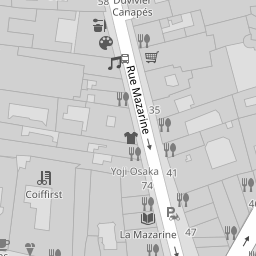 58
Duvivier
Canapés
Rue Mazarine
35
Yoji Osaka
41
74
Coiffirst
La Mazarine
47